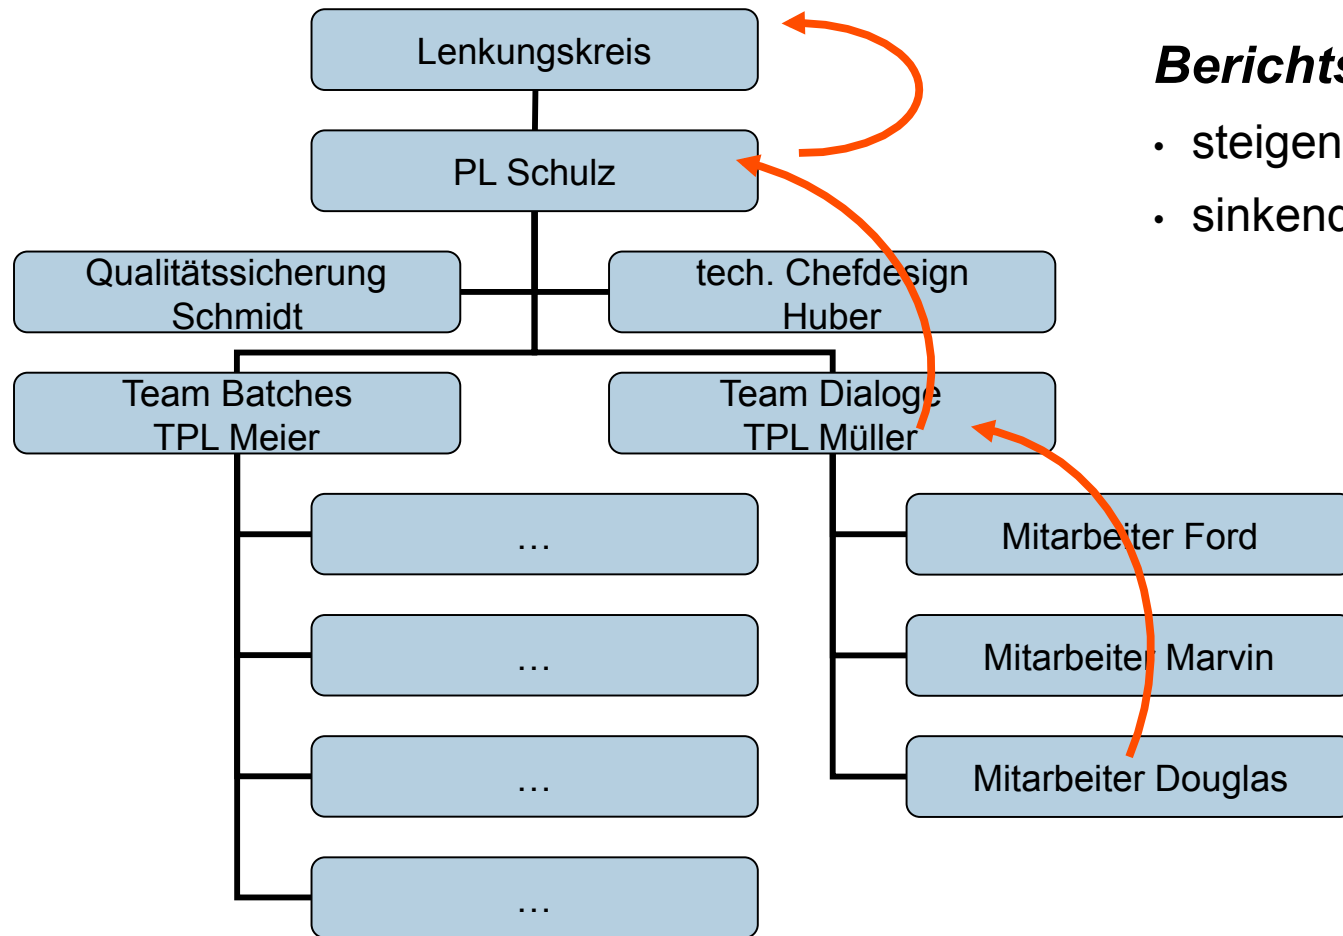 Lenkungskreis
PL Schulz
Qualitätssicherung
Schmidt
tech. Chefdesign
Huber
Team Batches
TPL Meier
Team Dialoge
TPL Müller
…
…
…
…
Mitarbeiter Ford
Mitarbeiter Marvin
Mitarbeiter Douglas
• steigen